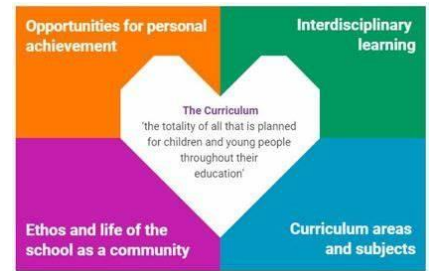 Opportunities for personal
achievement
Interdisciplinary
learning
The Curriculum
'the totality of all that is planned
for children and young people
throughout their
education'
Ethos and life of the
school as a community
Curriculum areas
and subjects